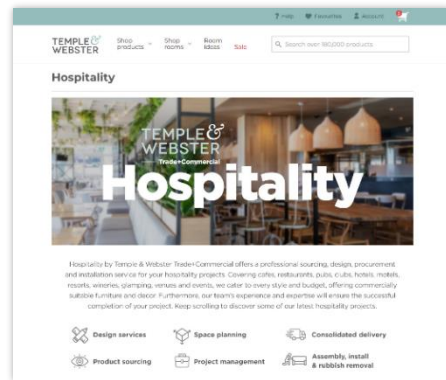 ? Help Favourites Account
TEMPLE &
WEBSTER
Shop
products
Shop
rooms
Room
ideas
Sale
Search over 180,000 products
Hospitality
TEMPLE &
WEBSTER
Trade+Commercial
Hospitality
Hospitality by Temple & Webster Trade+Commercial offers a professional sourcing, design, procurement
and installation service for your hospitality projects. Covering cafes, restaurants, pubs, clubs, hotels, motels,
resorts, wineries, glamping, venues and events, we cater to every style and budget, offering commercially
suitable furniture and decor. Furthermore, our team's experience and expertise will ensure the successful
completion of your project. Keep scrolling to discover some of our latest hospitality projects.
Design services
Space planning
Consolidated delivery
Product sourcing
Project management
Assembly, install
& rubbish removal